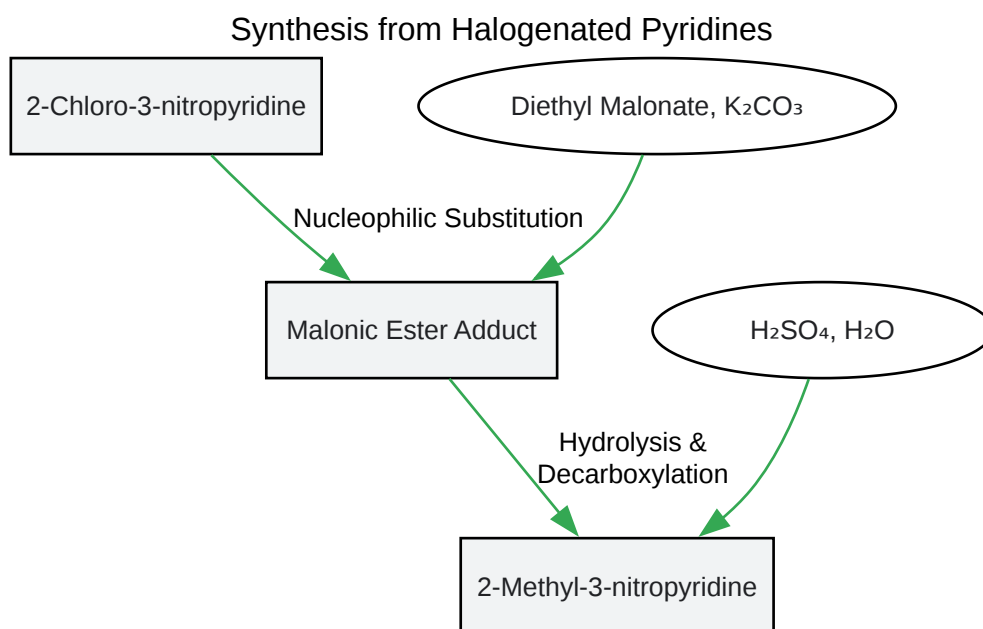 Synthesis from Halogenated Pyridines
2-Chloro-3-nitropyridine
Diethyl Malonate, K₂CO₃
Nucleophilic Substitution
Malonic Ester Adduct
H₂SO₄, H₂O
Hydrolysis &
Decarboxylation
2-Methyl-3-nitropyridine